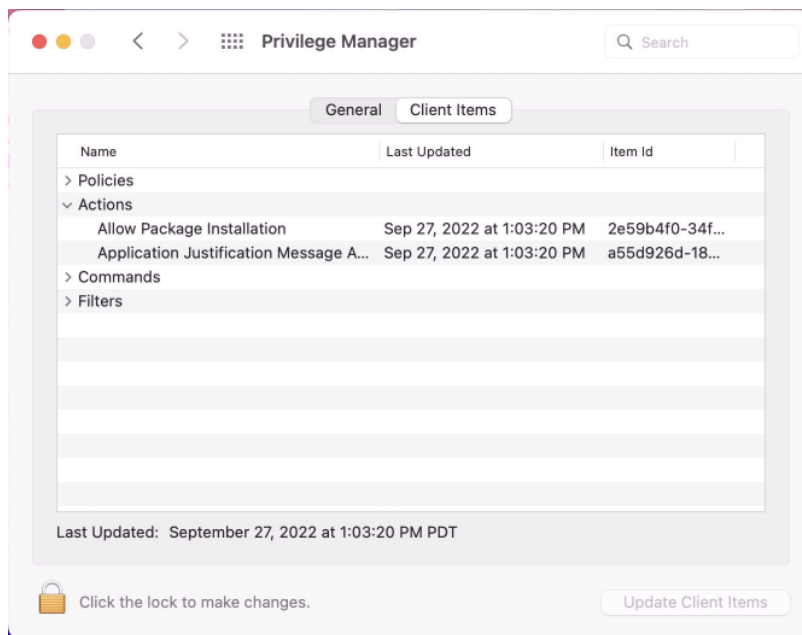 Privilege Manager
Search
General Client Items
Name Last Updated Item Id
Policies
Actions
Allow Package Installation Sep 27, 2022 at 1:03:20 PM 2e59b4f0-34f...
Application Justification Message A... Sep 27, 2022 at 1:03:20 PM a55d926d-18...
Commands
Filters
Last Updated: September 27, 2022 at 1:03:20 PM PDT
Click the lock to make changes. Update Client Items